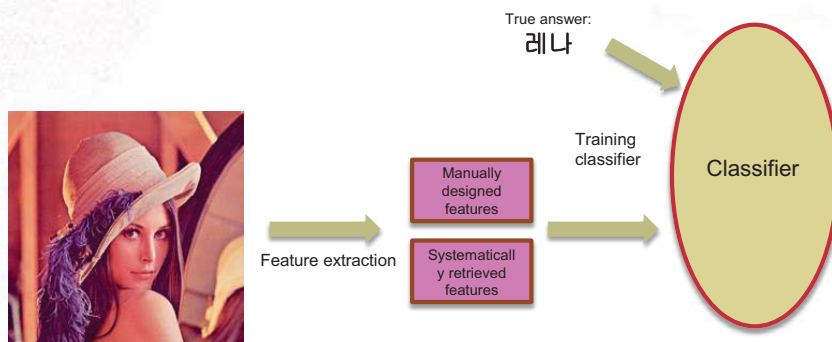 True answer:
레나
Training
classifier
Classifier
Manually
designed
features
Feature extraction
Systematicall
y retrieved
features